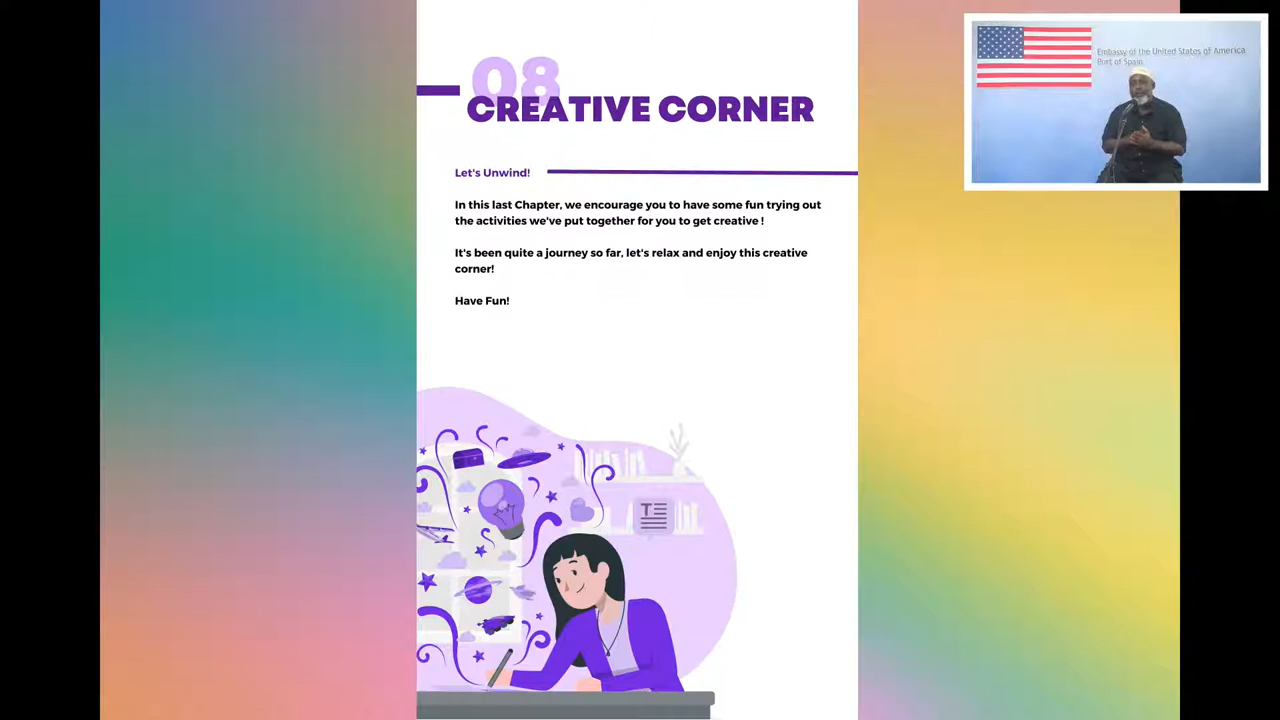 08
CREATIVE CORNER
Let's Unwind!
In this last Chapter, we encourage you to have some fun trying out
the activities we've put together for you to get creative !
It's been quite a journey so far, let's relax and enjoy this creative
corner!
Have Fun!
T
Embassy of the United States of America
Port of Spain